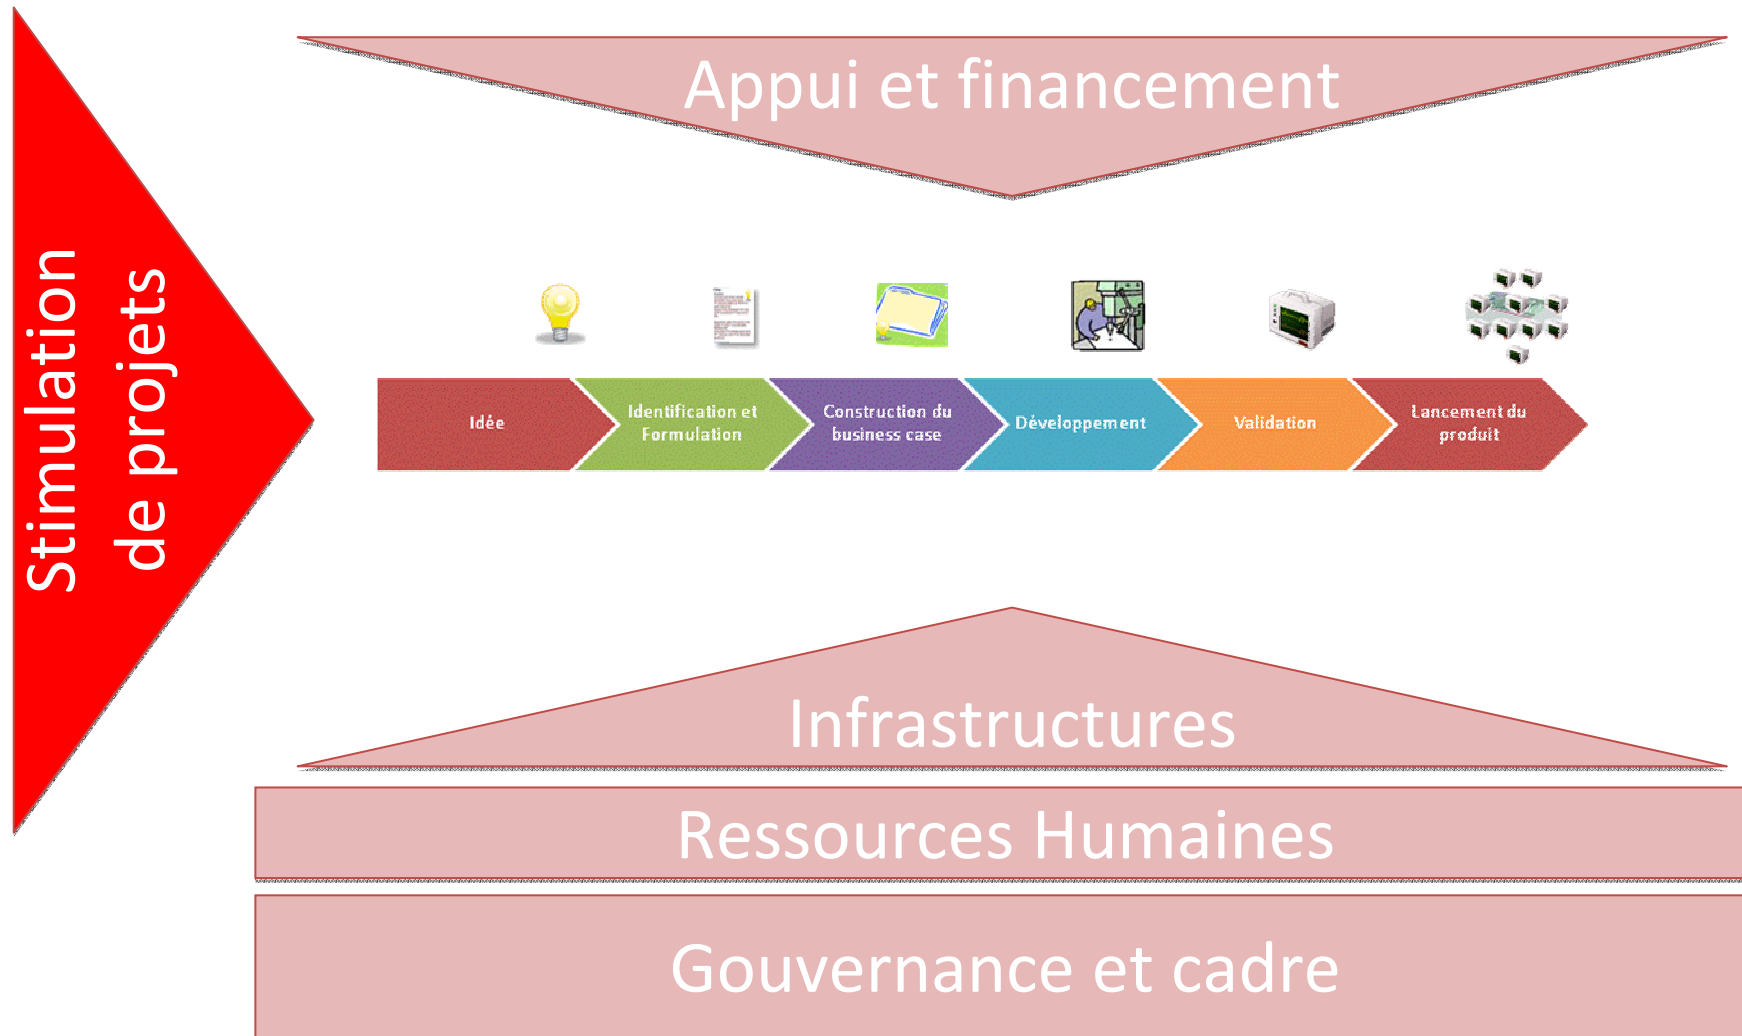 Stimulation
de projets
Appui et financement
Idée
Identification et
Formulation
Construction du
business case
Développement
Validation
Lancement du
produit
Infrastructures
Ressources Humaines
Gouvernance et cadre